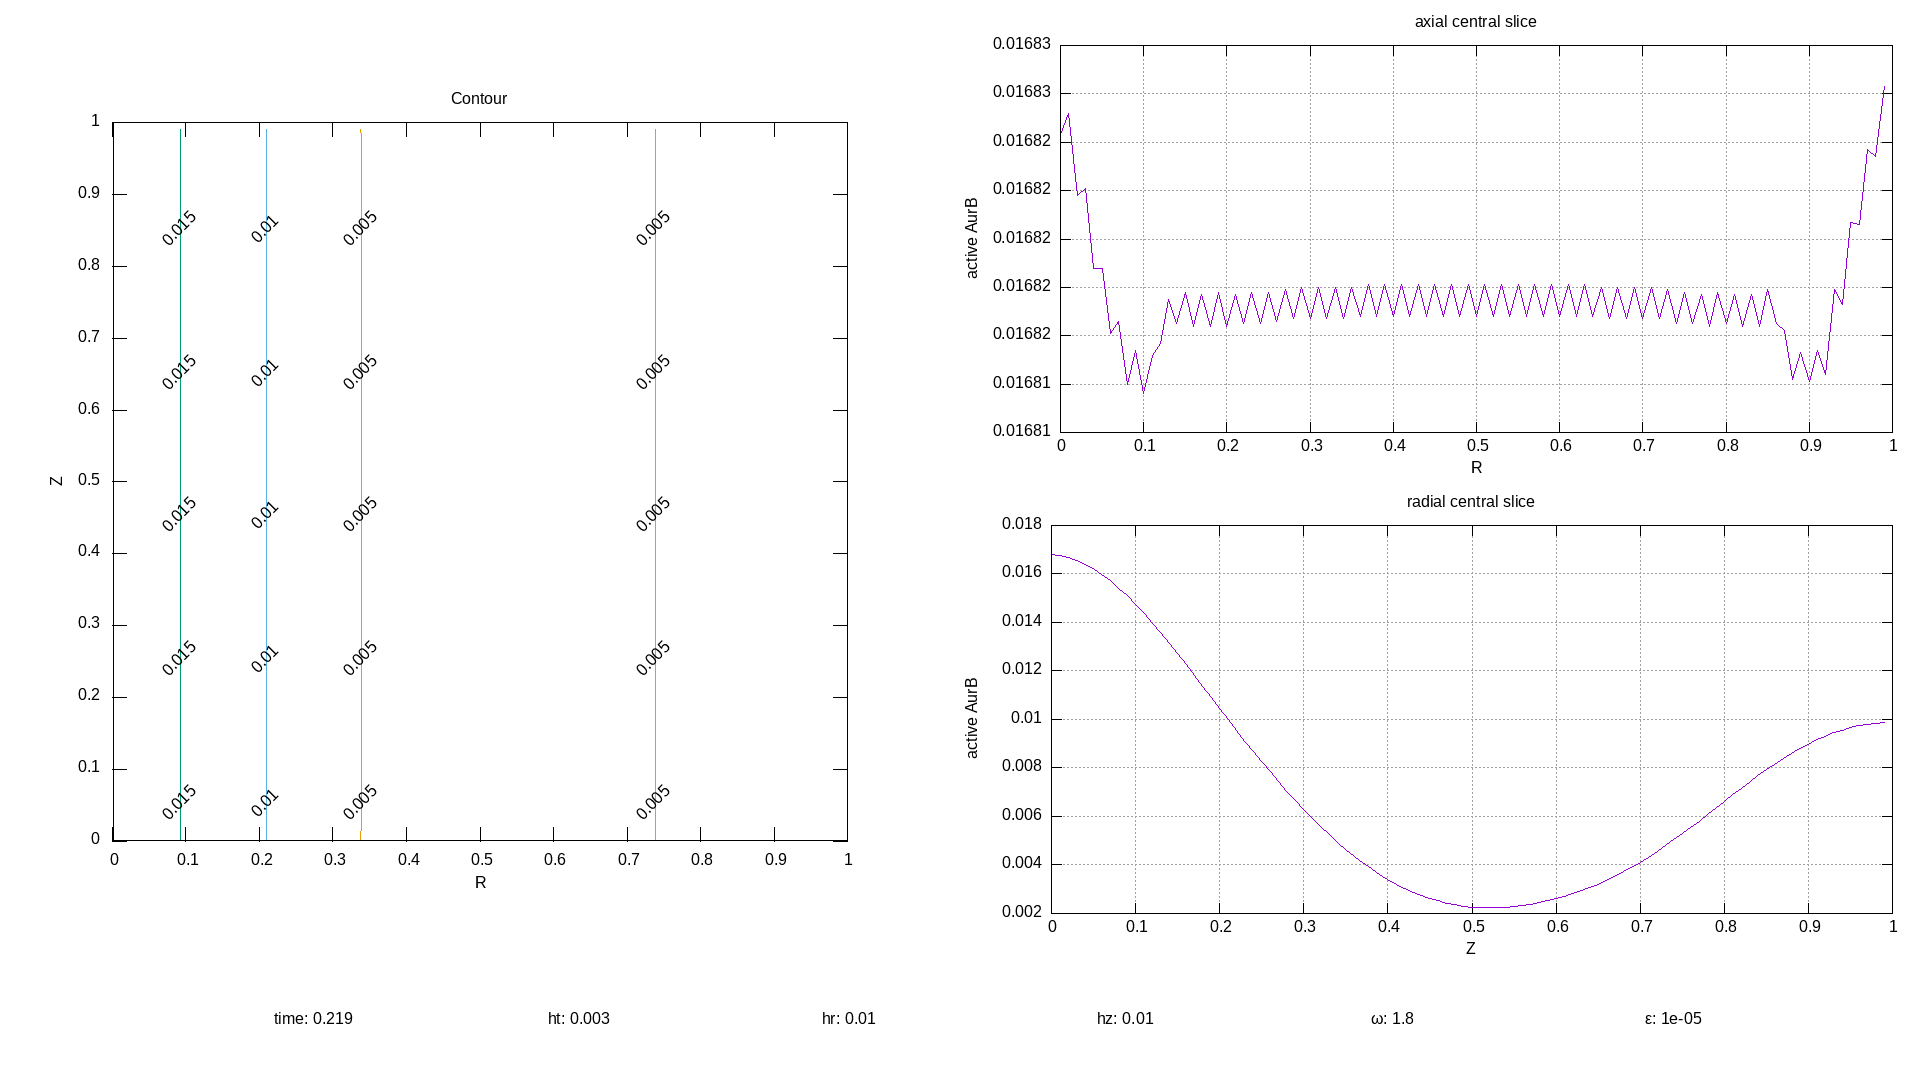 Contour
1
0.9
0.8
0.7
0.6
0.5
0.4
0.3
0.2
0.1
0
Z
0.015 0.01 0.005 0.005
0.015 0.01 0.005 0.005
0.015 0.01 0.005 0.005
0.015 0.01 0.005 0.005
0.015 0.01 0.005 0.005
0 0.1 0.2 0.3 0.4 0.5 0.6 0.7 0.8 0.9 1
R
axial central slice
0.01683
0.01683
0.01682
0.01682
0.01682
0.01682
0.01682
0.01681
0.01681
active AurB
0 0.1 0.2 0.3 0.4 0.5 0.6 0.7 0.8 0.9 1
R
radial central slice
0.018
0.016
0.014
0.012
0.01
0.008
0.006
0.004
0.002
active AurB
0 0.1 0.2 0.3 0.4 0.5 0.6 0.7 0.8 0.9 1
Z
time: 0.219 ht: 0.003 hr: 0.01 hz: 0.01 ω: 1.8 ε: 1e-05